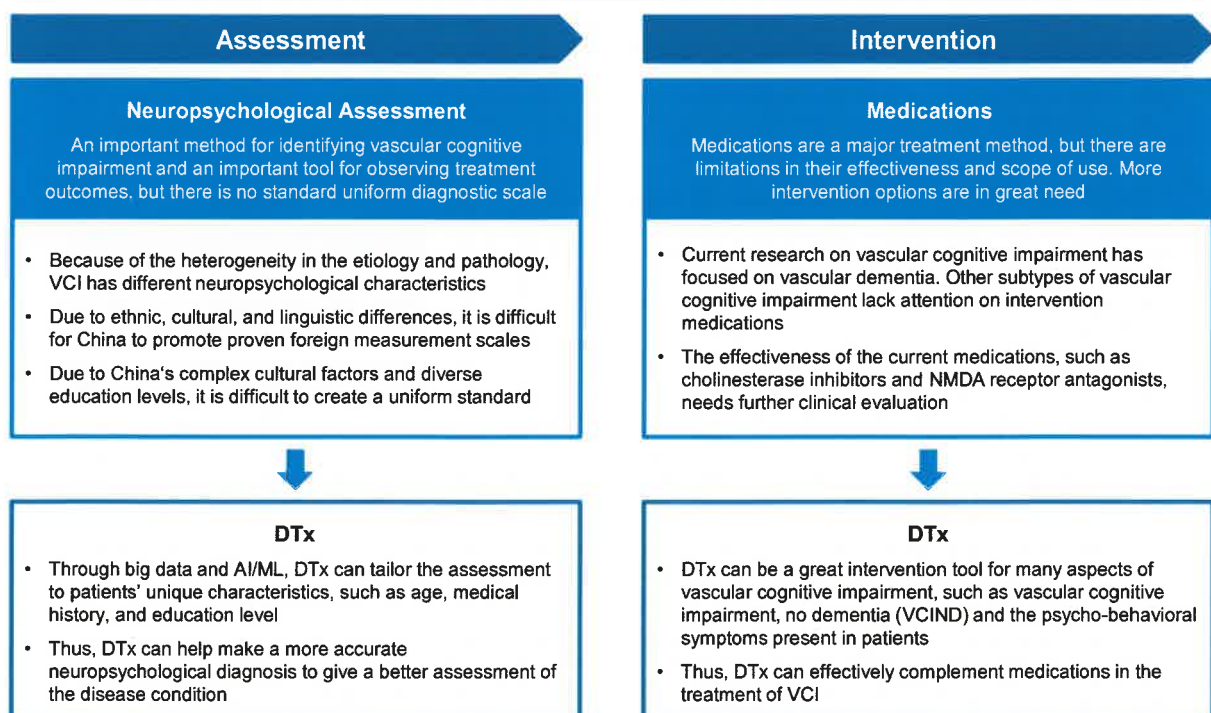 Assessment
Neuropsychological Assessment
An important method for identifying vascular cognitive
impairment and an important tool for observing treatment
outcomes, but there is no standard uniform diagnostic scale
• Because of the heterogeneity in the etiology and pathology,
VCI has different neuropsychological characteristics
• Due to ethnic, cultural, and linguistic differences, it is difficult
for China to promote proven foreign measurement scales
• Due to China's complex cultural factors and diverse
education levels, it is difficult to create a uniform standard
DTx
• Through big data and AI/ML, DTx can tailor the assessment
to patients' unique characteristics, such as age, medical
history, and education level
• Thus, DTx can help make a more accurate
neuropsychological diagnosis to give a better assessment of
the disease condition
Intervention
Medications
Medications are a major treatment method, but there are
limitations in their effectiveness and scope of use. More
intervention options are in great need
• Current research on vascular cognitive impairment has
focused on vascular dementia. Other subtypes of vascular
cognitive impairment lack attention on intervention
medications
• The effectiveness of the current medications, such as
cholinesterase inhibitors and NMDA receptor antagonists,
needs further clinical evaluation
DTx
• DTx can be a great intervention tool for many aspects of
vascular cognitive impairment, such as vascular cognitive
impairment, no dementia (VCIND) and the psycho-behavioral
symptoms present in patients
• Thus, DTx can effectively complement medications in the
treatment of VCI